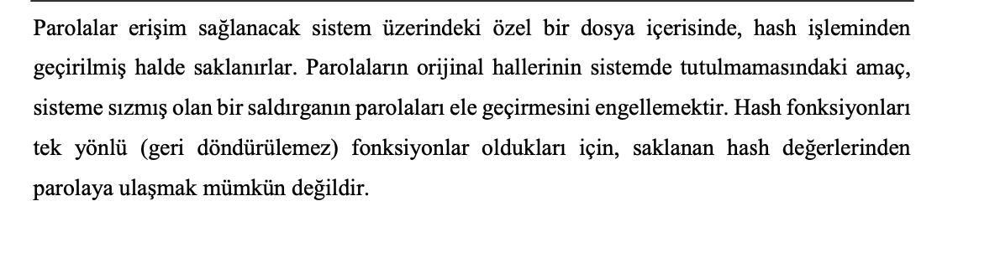 Parolalar erişim sağlanacak sistem üzerindeki özel bir dosya içerisinde, hash işleminden
geçirilmiş halde saklanırlar. Parolaların orijinal hallerinin sistemde tutulmamasındaki amaç,
sisteme sızmış olan bir saldırganın parolaları ele geçirmesini engellemektir. Hash fonksiyonları
tek yönlü (geri döndürülemez) fonksiyonlar oldukları için, saklanan hash değerlerinden
parolaya ulaşmak mümkün değildir.